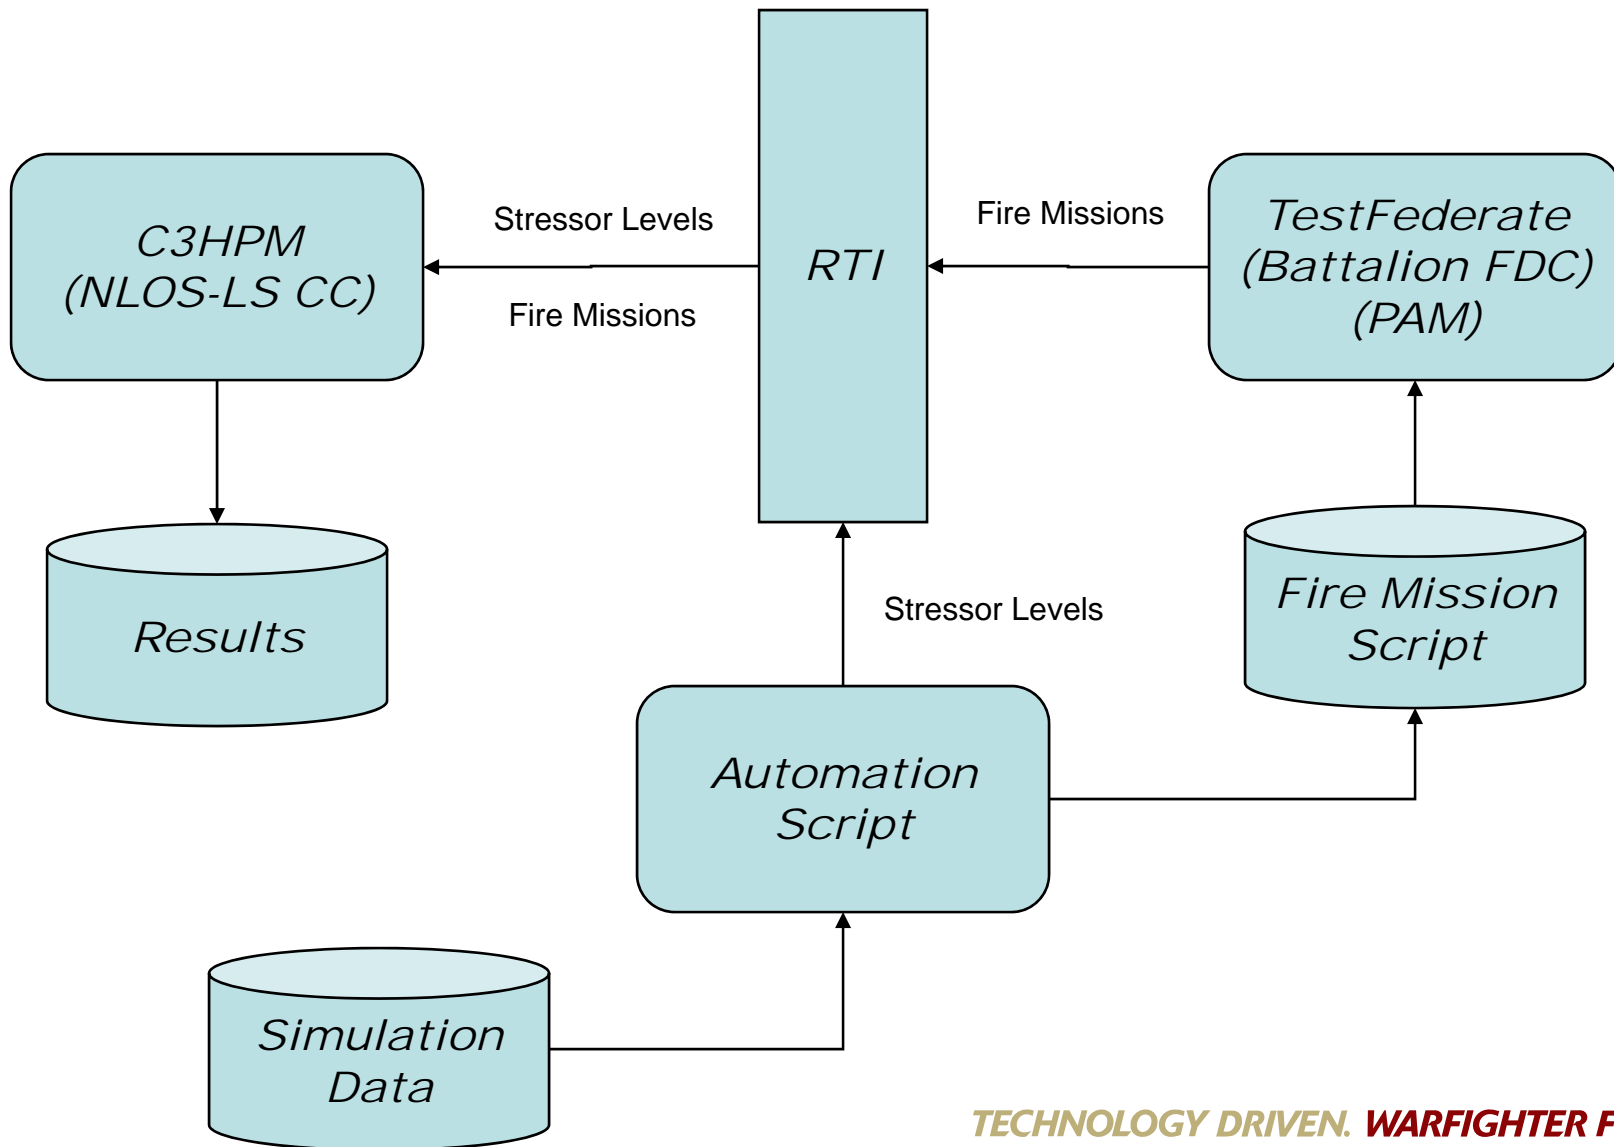 C3HPM
(NLOS-LS CC)
Stressor Levels
Fire Missions
RTI
Fire Missions
TestFederate
(Battalion FDC)
(PAM)
Results
Stressor Levels
Fire Mission
Script
Automation
Script
Simulation
Data
TECHNOLOGY DRIVEN. WARFIGHTER F